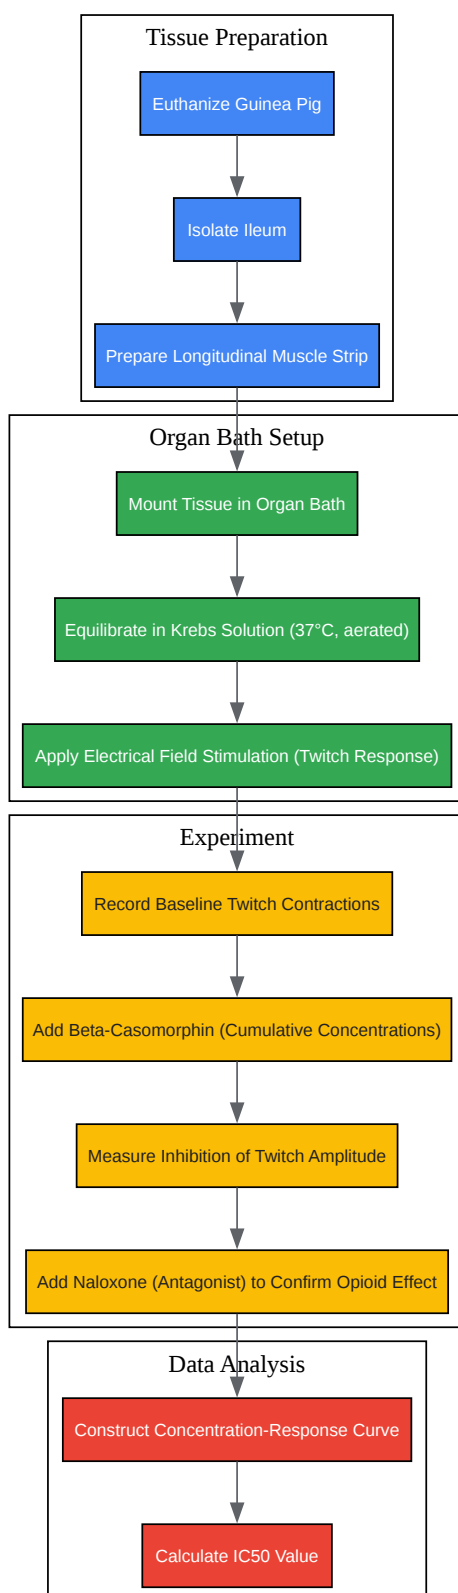 Tissue Preparation
Euthanize Guinea Pig
Isolate Ileum
Prepare Longitudinal Muscle Strip
Organ Bath Setup
Mount Tissue in Organ Bath
Equilibrate in Krebs Solution (37°C, aerated)
Apply Electrical Field Stimulation (Twitch Response)
Experiment
Record Baseline Twitch Contractions
Add Beta-Casomorphin (Cumulative Concentrations)
Measure Inhibition of Twitch Amplitude
Add Naloxone (Antagonist) to Confirm Opioid Effect
Data Analysis
Construct Concentration-Response Curve
Calculate IC50 Value